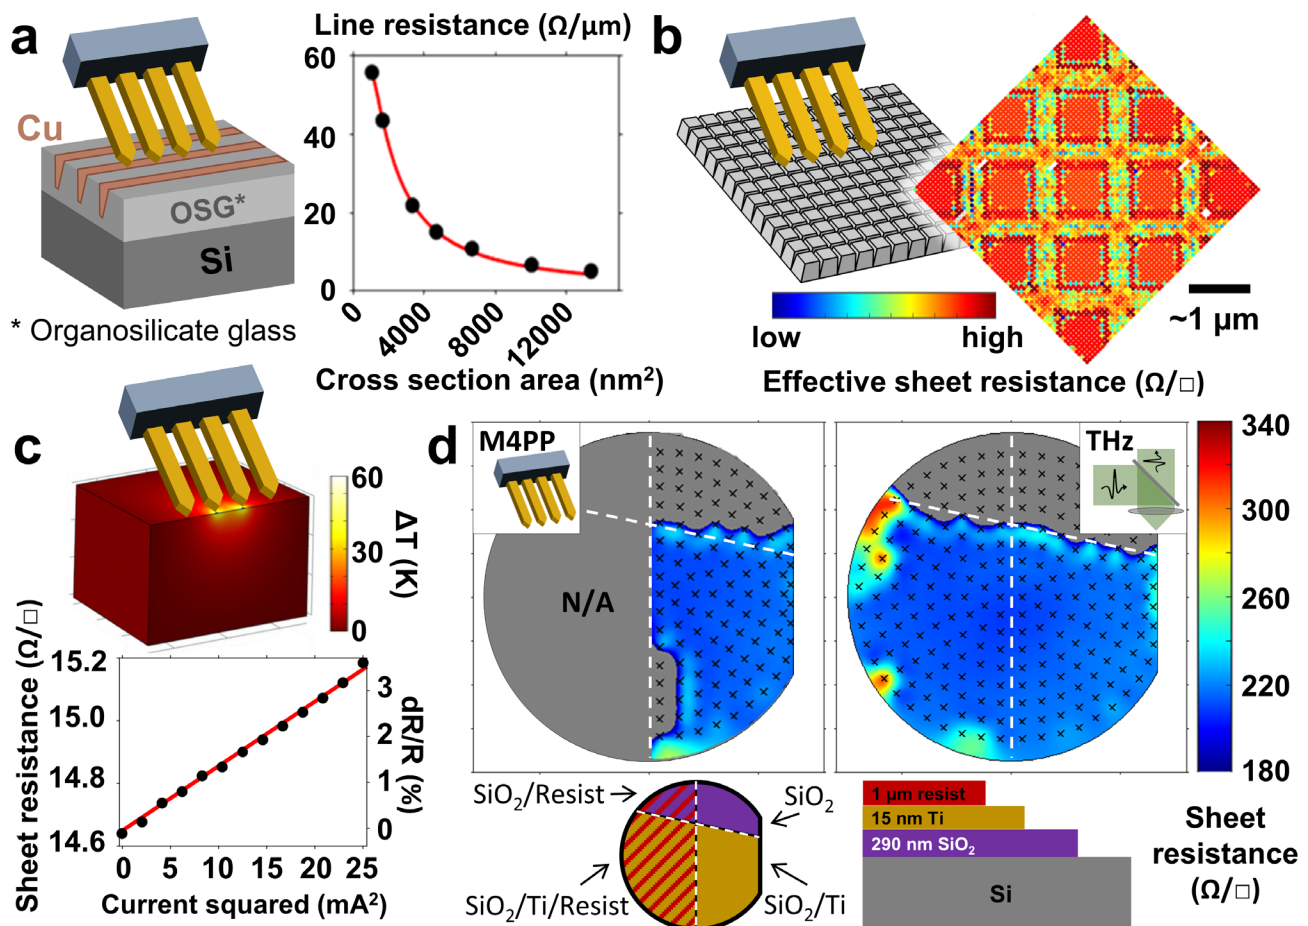 a
Line resistance (Ω/µm)
Cu
OSG*
Si
* Organosilicate glass
60
40
20
0
0
4000
8000
12000
Cross section area (nm²)
b
low
high
~1 µm
Effective sheet resistance (Ω/□)
c
60
30
0
ΔT (K)
Sheet resistance (Ω/□)
15.2
15.0
14.8
14.6
3
2
1
0
dR/R (%)
0
5
10
15
20
25
Current squared (mA²)
d
M4PP
N/A
THz
340
300
260
220
180
Sheet
resistance
(Ω/□)
SiO₂/Resist
SiO₂
SiO₂/Ti/Resist
SiO₂/Ti
1 µm resist
15 nm Ti
290 nm SiO₂
Si